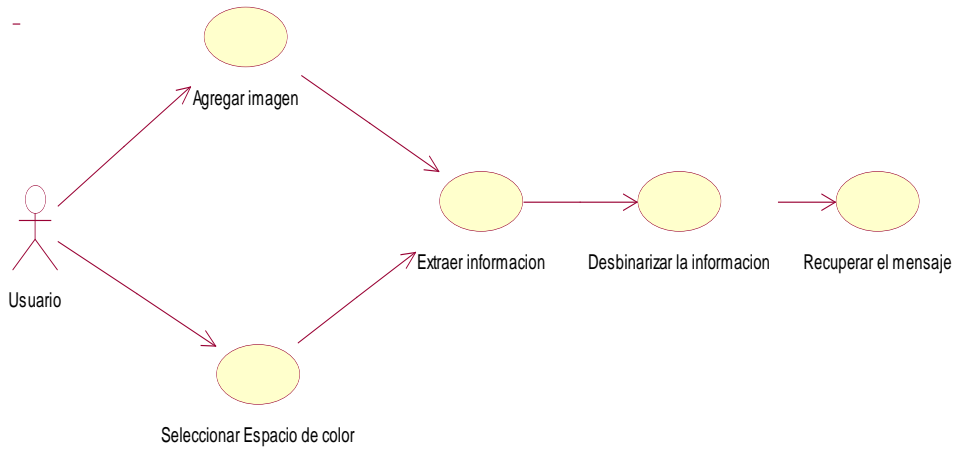 Agregar imagen
Usuario
Extraer informacion
Desbinarizar la informacion
Recuperar el mensaje
Seleccionar Espacio de color